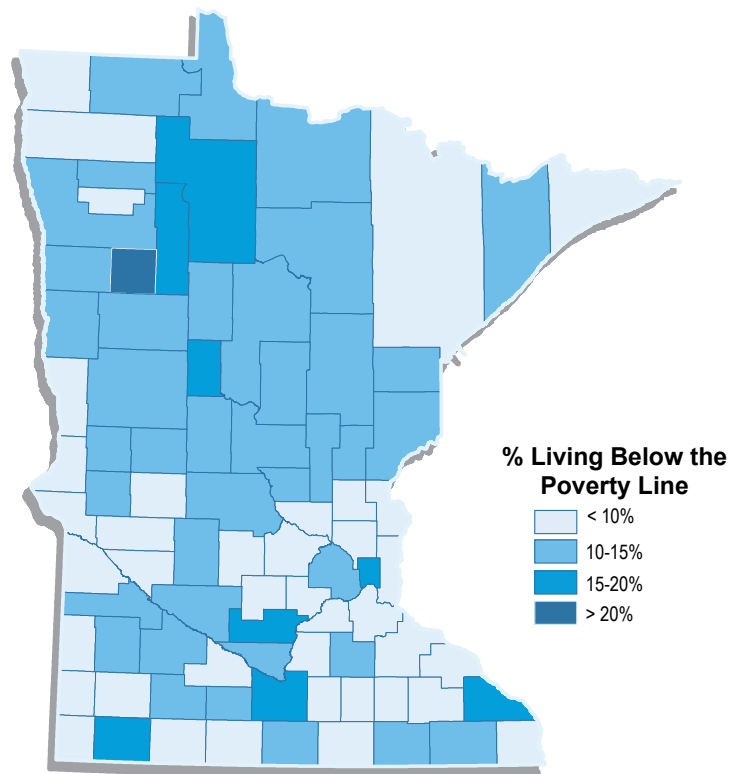 % Living Below the
Poverty Line
< 10%
10-15%
15-20%
> 20%